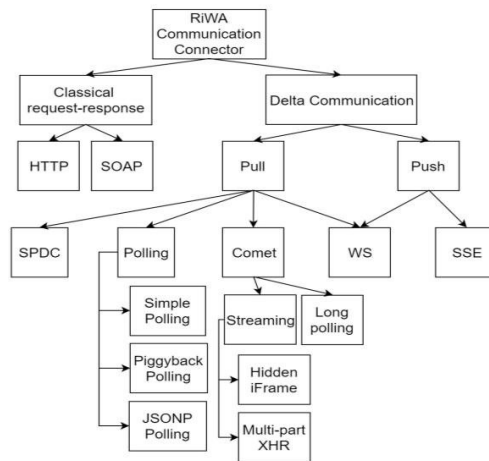 RiWA
Communication
Connector
Classical
request-response
Delta Communication
HTTP
SOAP
Pull
Push
SPDC
Polling
Comet
WS
SSE
Simple
Polling
Streaming
Long
polling
Piggyback
Polling
Hidden
iFrame
JSONP
Polling
Multi-part
XHR